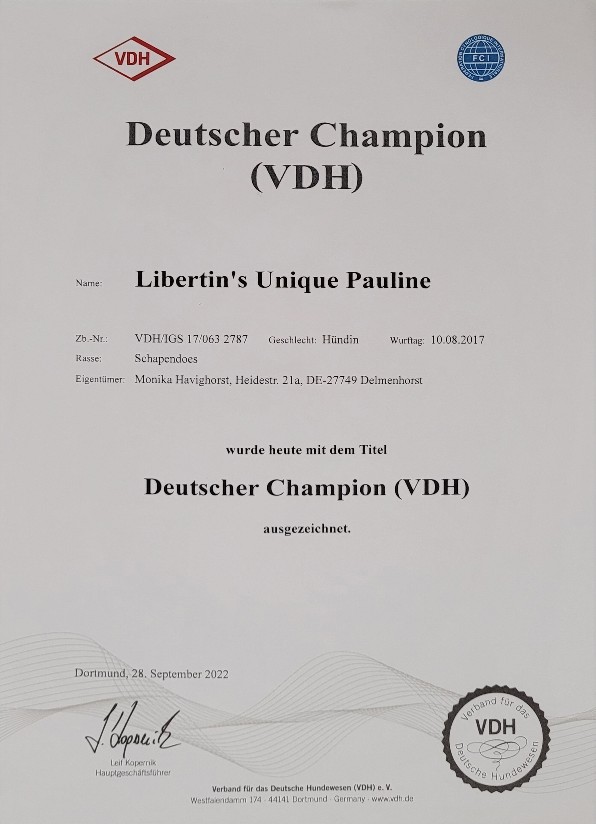 VDH
FCI
Deutscher Champion
(VDH)
Name: Libertin's Unique Pauline
Zb.-Nr.: VDH/IGS 17/063 2787 Geschlecht: Hündin Wurftag: 10.08.2017
Rasse: Schapendoes
Eigentümer: Monika Havighorst, Heidestr. 21a, DE-27749 Delmenhorst
wurde heute mit dem Titel
Deutscher Champion (VDH)
ausgezeichnet.
Dortmund, 28. September 2022
Leif Kopernik
Hauptgeschäftsführer
Verband für das
VDH
Deutsche Hundewesen
Verband für das Deutsche Hundewesen (VDH) e. V.
Westfalendamm 174 · 44141 Dortmund · Germany · www.vdh.de